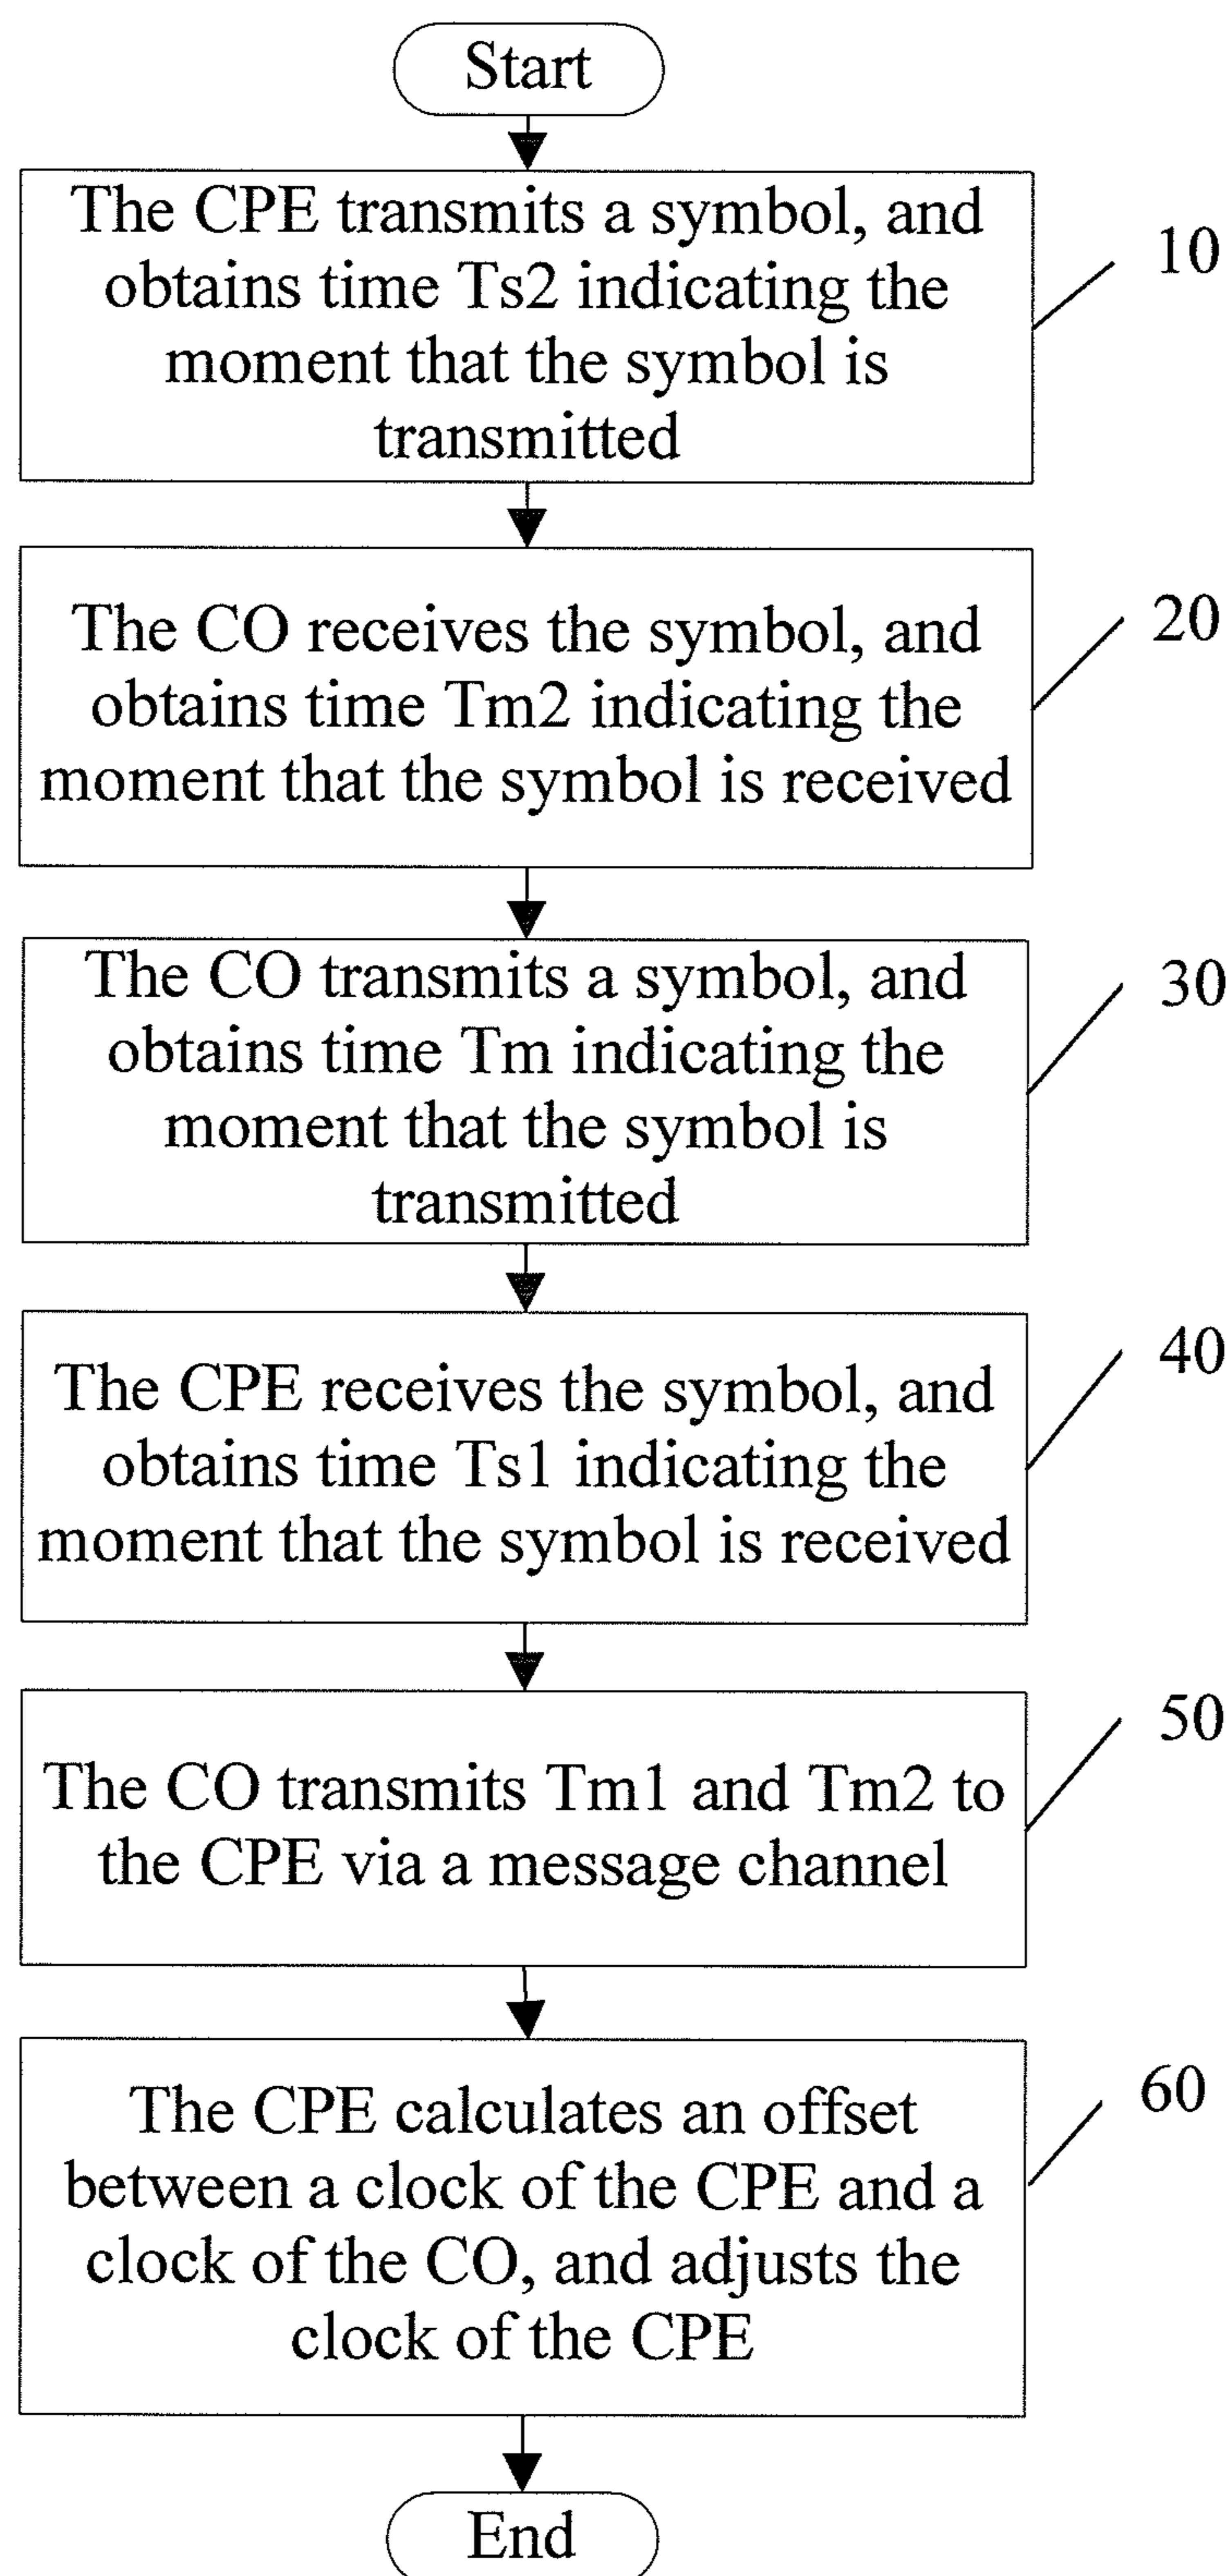 Start
The CPE transmits a symbol, and
obtains time Ts2 indicating the
moment that the symbol is
transmitted
10
The CO receives the symbol, and
obtains time Tm2 indicating the
moment that the symbol is received
20
The CO transmits a symbol, and
obtains time Tm indicating the
moment that the symbol is
transmitted
30
The CPE receives the symbol, and
obtains time Ts1 indicating the
moment that the symbol is received
40
The CO transmits Tm1 and Tm2 to
the CPE via a message channel
50
The CPE calculates an offset
between a clock of the CPE and a
clock of the CO, and adjusts the
clock of the CPE
60
End